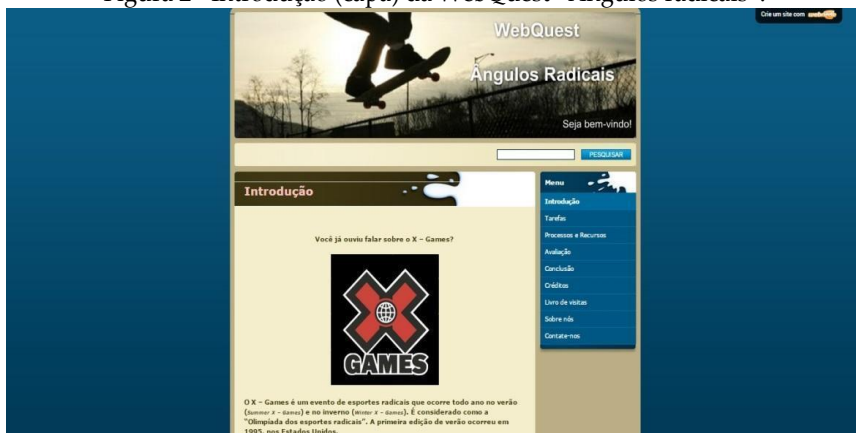 Figura 2 - Introdução (capa) da WebQuest "Ângulos radicais".
Crie um site com
WebQuest
Ângulos Radicais
Seja bem-vindo!
PESQUISAR
Introdução
Você já ouviu falar sobre o X – Games?
X
GAMES
O X – Games é um evento de esportes radicais que ocorre todo ano no verão
(Summer X – Games) e no inverno (Winter X – Games). É considerado como a
"Olimpíada dos esportes radicais". A primeira edição de verão ocorreu em
1995, nos Estados Unidos.
Menu
Introdução
Tarefas
Processos e Recursos
Avaliação
Conclusão
Créditos
Livro de visitas
Sobre nós
Contate-nos